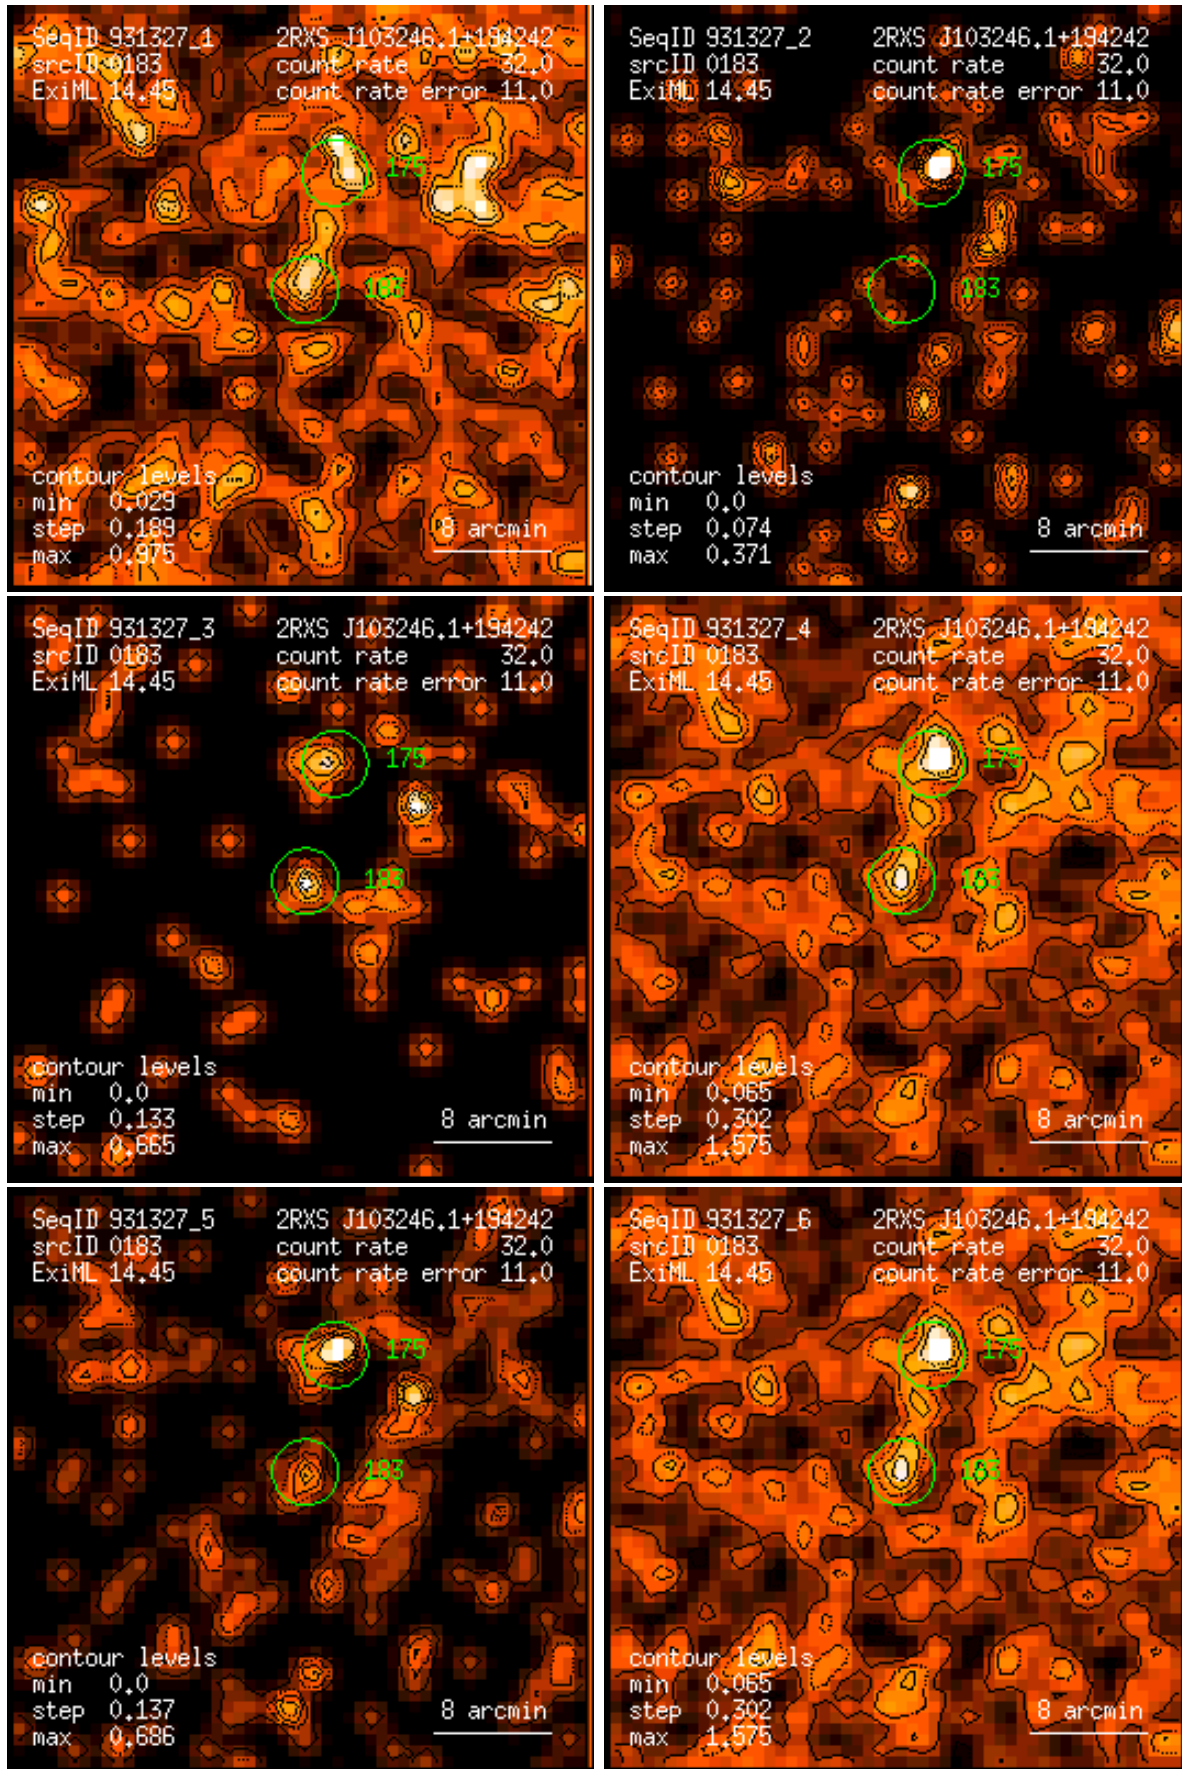 SeqID 931327_1 2RXS J103246.1+194242
srcID 0183 count rate 32.0
ExiML 14.45 count rate error 11.0
175
183
contour levels
min 0.029
step 0.189 8 arcmin
max 0.975
SeqID 931327_2 2RXS J103246.1+194242
srcID 0183 count rate 32.0
ExiML 14.45 count rate error 11.0
175
183
contour levels
min 0.0
step 0.074 8 arcmin
max 0.371
SeqID 931327_3 2RXS J103246.1+194242
srcID 0183 count rate 32.0
ExiML 14.45 count rate error 11.0
175
183
contour levels
min 0.0
step 0.133 8 arcmin
max 0.665
SeqID 931327_4 2RXS J103246.1+194242
srcID 0183 count rate 32.0
ExiML 14.45 count rate error 11.0
175
183
contour levels
min 0.065
step 0.302 8 arcmin
max 1.575
SeqID 931327_5 2RXS J103246.1+194242
srcID 0183 count rate 32.0
ExiML 14.45 count rate error 11.0
175
183
contour levels
min 0.0
step 0.137 8 arcmin
max 0.686
SeqID 931327_6 2RXS J103246.1+194242
srcID 0183 count rate 32.0
ExiML 14.45 count rate error 11.0
175
183
contour levels
min 0.065
step 0.302 8 arcmin
max 1.575